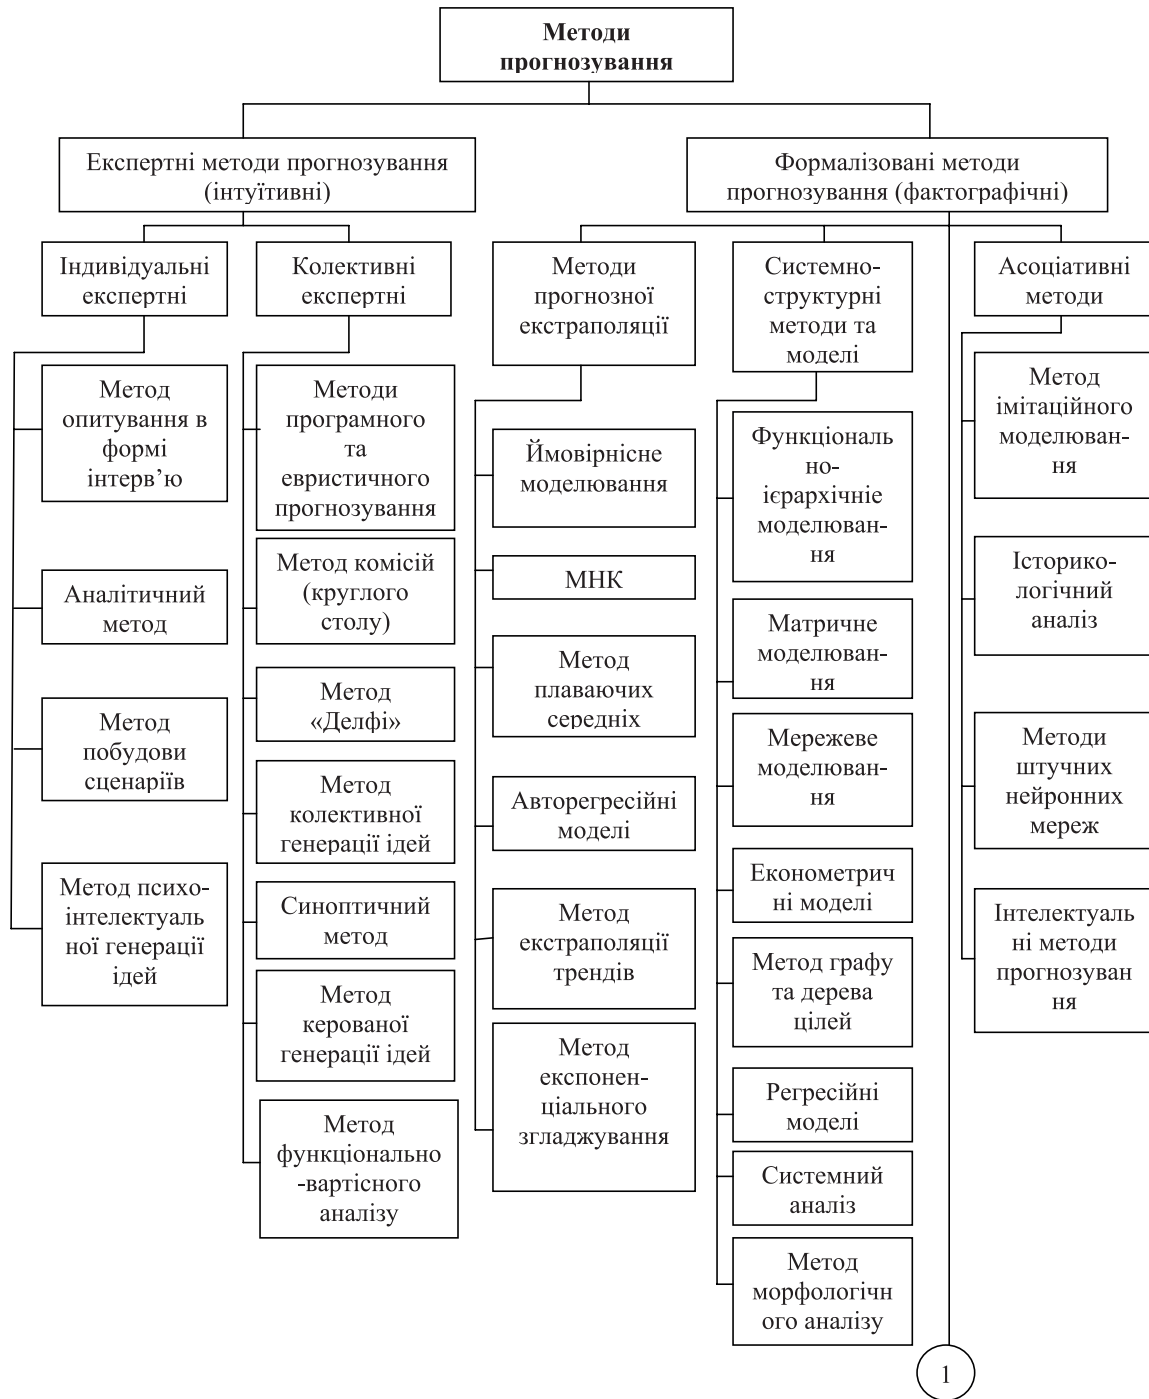 Методи
прогнозування
Експертні методи прогнозування
(інтуїтивні)
Формалізовані методи
прогнозування (фактографічні)
Індивідуальні
експертні
Колективні
експертні
Методи
прогнозної
екстраполяції
Системно-
структурні
методи та
моделі
Асоціативні
методи
Метод
опитування в
формі
інтерв’ю
Аналітичний
метод
Метод
побудови
сценаріїв
Метод психо-
інтелектуаль
ної генерації
ідей
Методи
програмного
та
евристичного
прогнозування
Метод комісій
(круглого
столу)
Метод
«Делфі»
Метод
колективної
генерації ідей
Синоптичний
метод
Метод
керованої
генерації ідей
Метод
функціонально
-вартісного
аналізу
Ймовірнісне
моделювання
МНК
Метод
плаваючих
середніх
Авторегресійні
моделі
Метод
екстраполяції
трендів
Метод
експонен-
ціального
згладжування
Функціональ
но-
ієрархічніе
моделюван-
ня
Матричне
моделюван-
ня
Мережеве
моделюван-
ня
Економетрич
ні моделі
Метод графу
та дерева
цілей
Регресійні
моделі
Системний
аналіз
Метод
морфологічн
ого аналізу
Метод
імітаційного
моделюван-
ня
Історико-
логічний
аналіз
Методи
штучних
нейронних
мереж
Інтелектуаль
ні методи
прогнозуван
ня
1